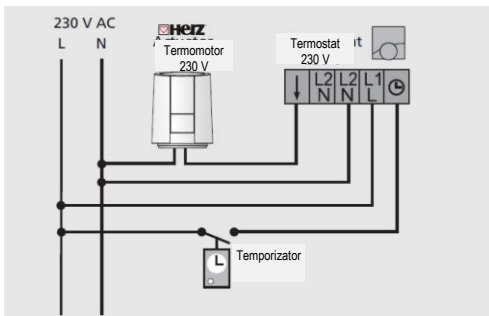 230 V AC
L N
HERZ
Termomotor
230 V
Termostat
230 V
L2 L2 L1
N N L
Temporizator